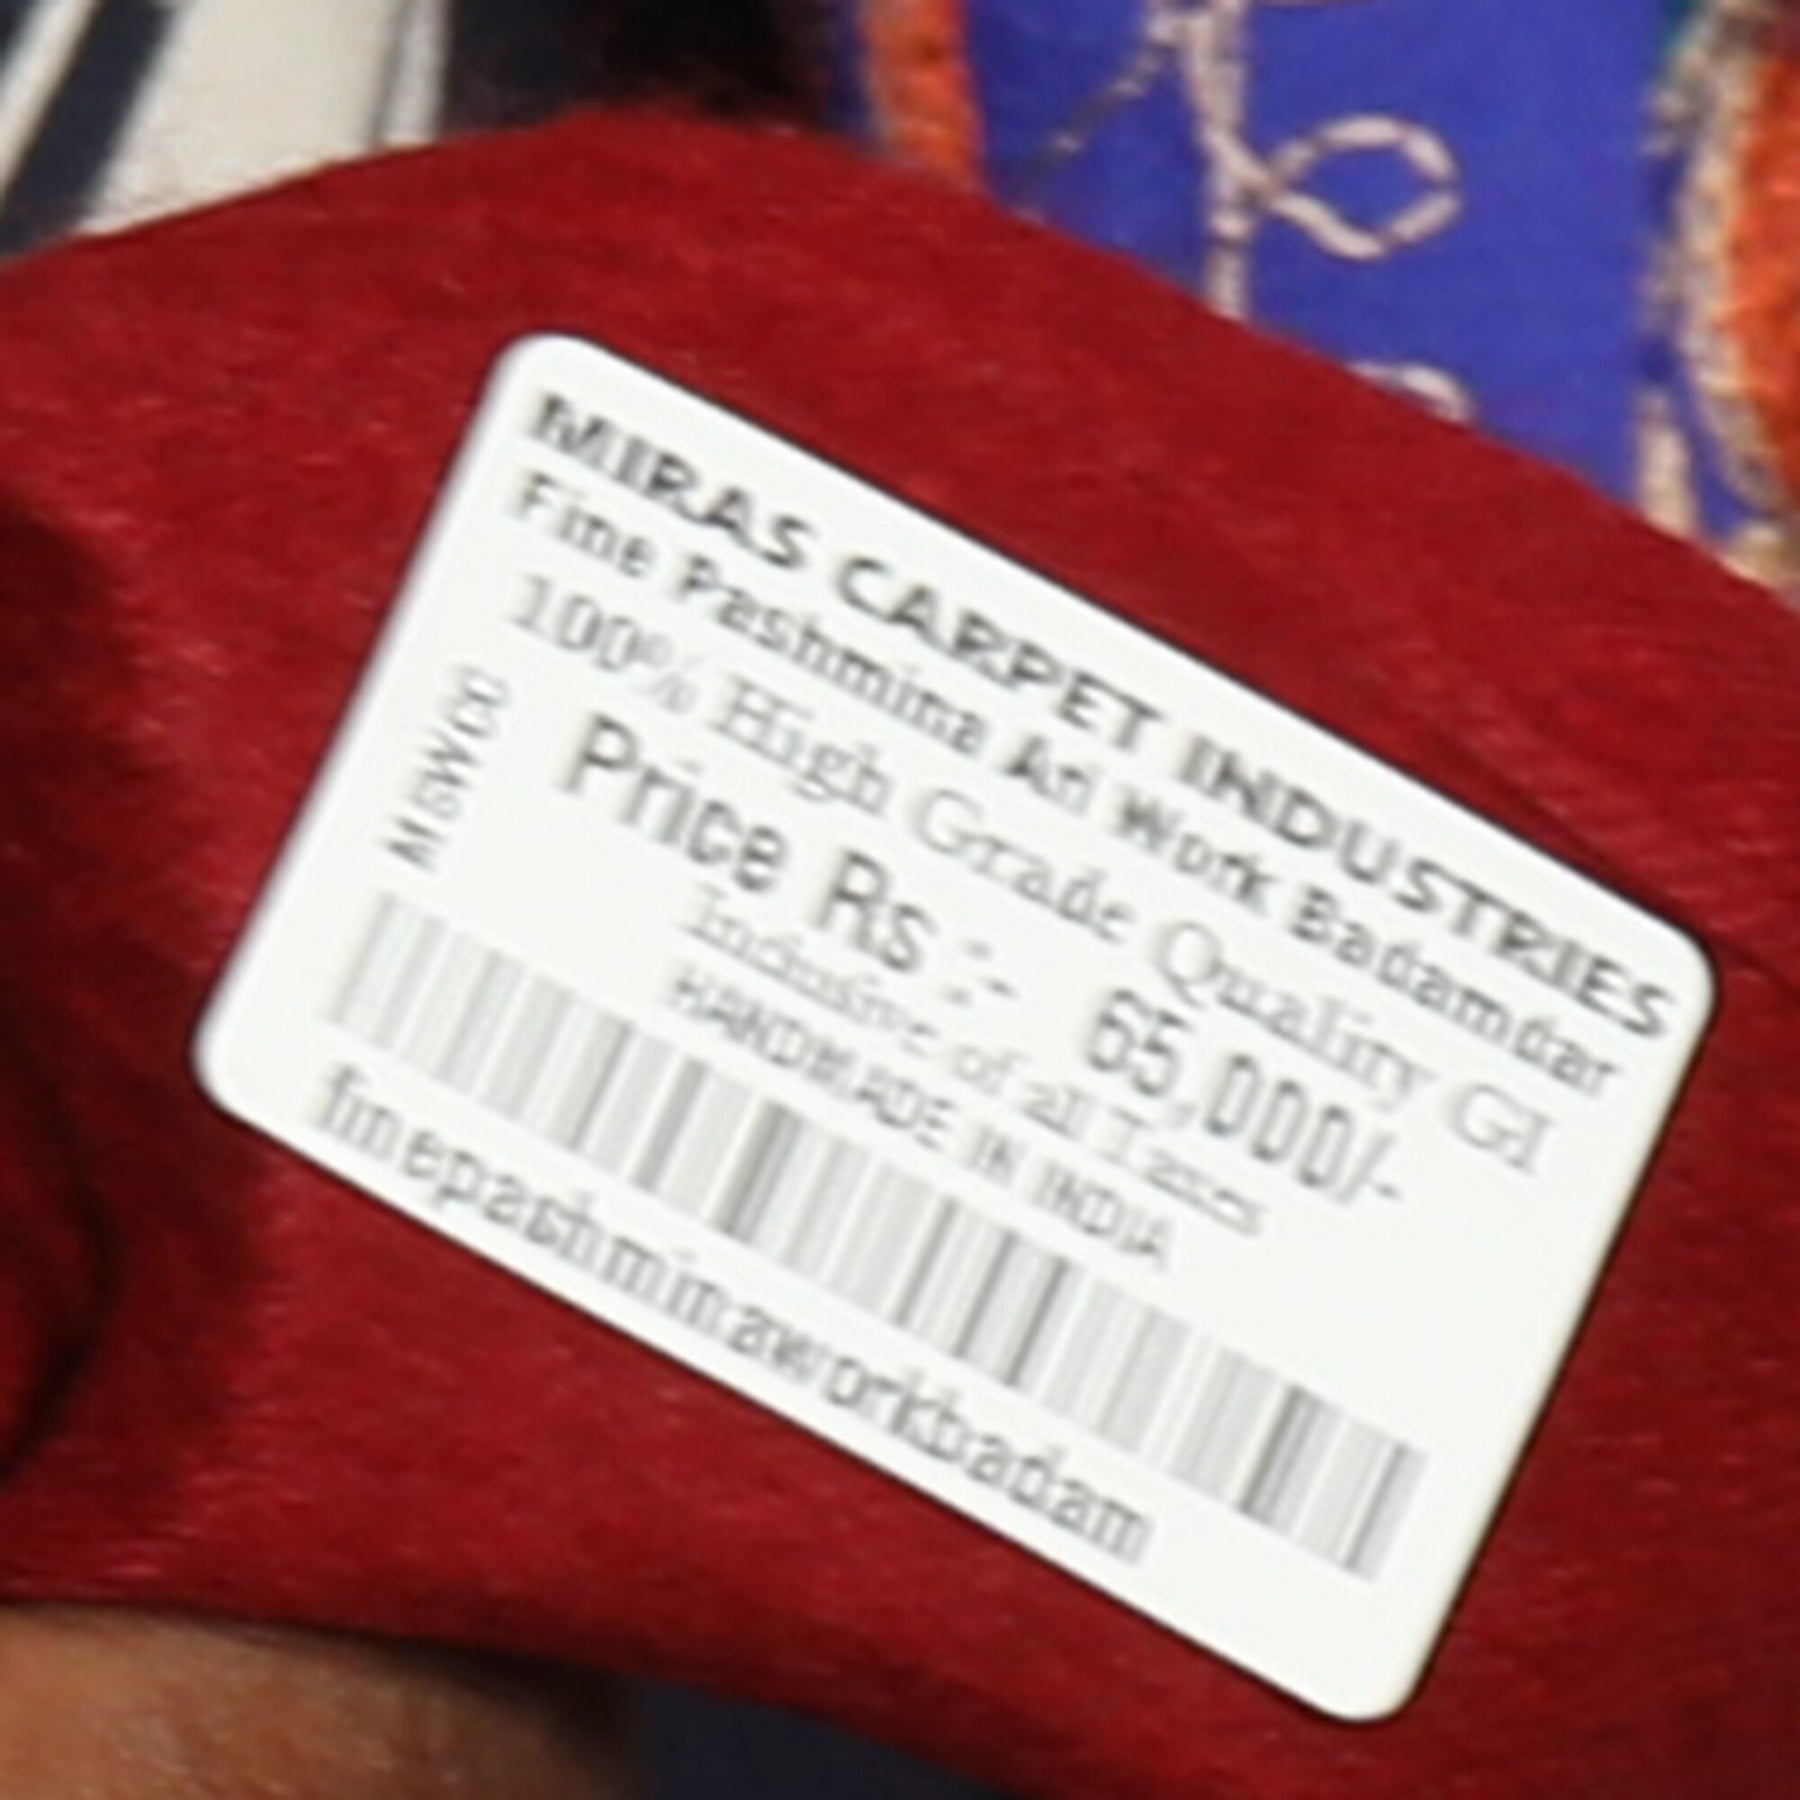 MIRAS CARPET INDUSTRIES
Fine Pashmina Ari Work Badamdar
100% High Grade Quality GI
Price Rs :- 65,000/-
Inclusive of all Taxes
HANDMADE IN INDIA
finepashminaworkbadam